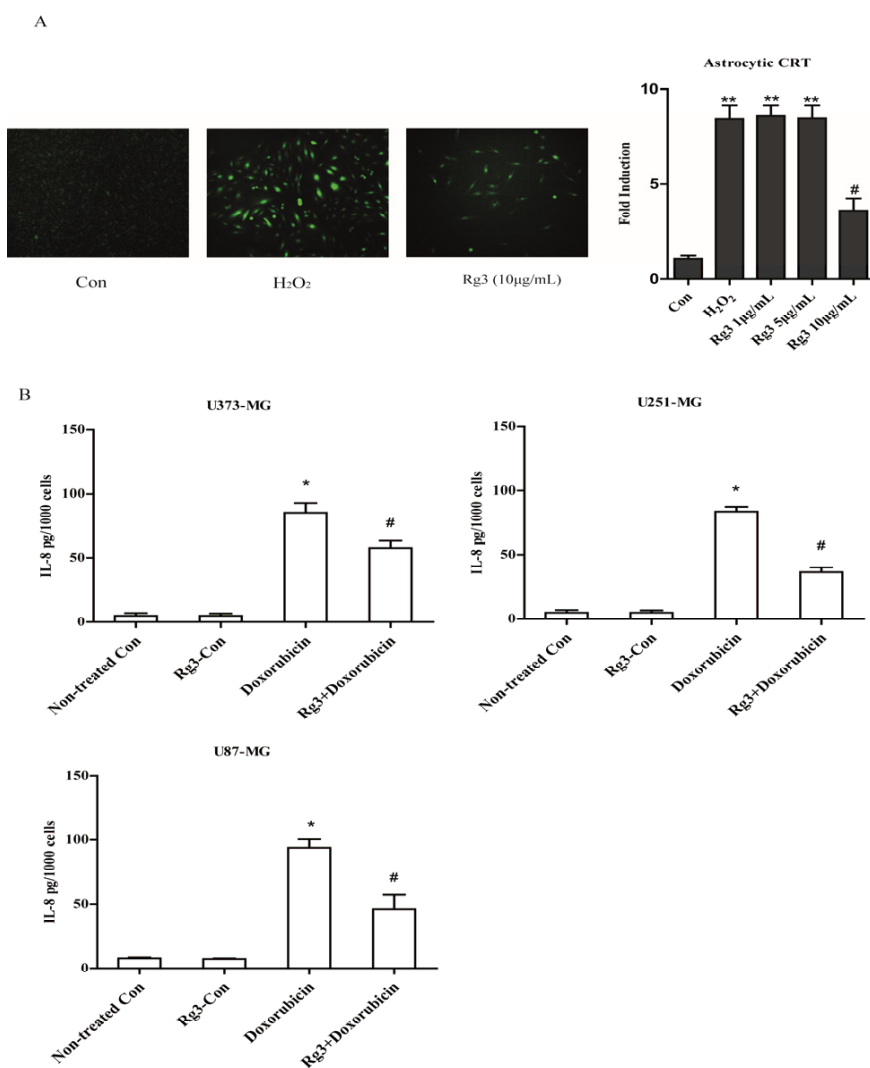 A
Astrocytic CRT
Fold Induction
10
5
0
**
**
**
#
Con
H₂O₂
Rg3 1μg/mL
Rg3 5μg/mL
Rg3 10μg/mL
Con
H₂O₂
Rg3 (10μg/mL)
B
U373-MG
IL-8 pg/1000 cells
150
100
50
0
*
#
Non-treated Con
Rg3-Con
Doxorubicin
Rg3+Doxorubicin
U251-MG
IL-8 pg/1000 cells
150
100
50
0
*
#
Non-treated Con
Rg3-Con
Doxorubicin
Rg3+Doxorubicin
U87-MG
IL-8 pg/1000 cells
150
100
50
0
*
#
Non-treated Con
Rg3-Con
Doxorubicin
Rg3+Doxorubicin